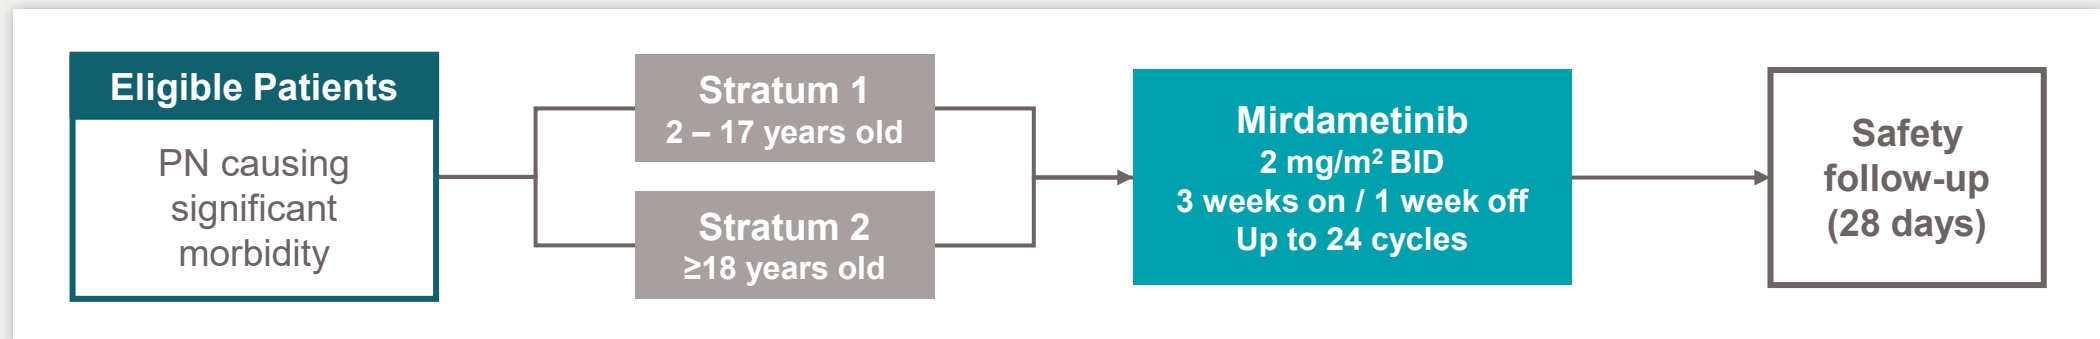 Eligible Patients
PN causing
significant
morbidity
Stratum 1
2 – 17 years old
Stratum 2
≥18 years old
Mirdametinib
2 mg/m² BID
3 weeks on / 1 week off
Up to 24 cycles
Safety
follow-up
(28 days)